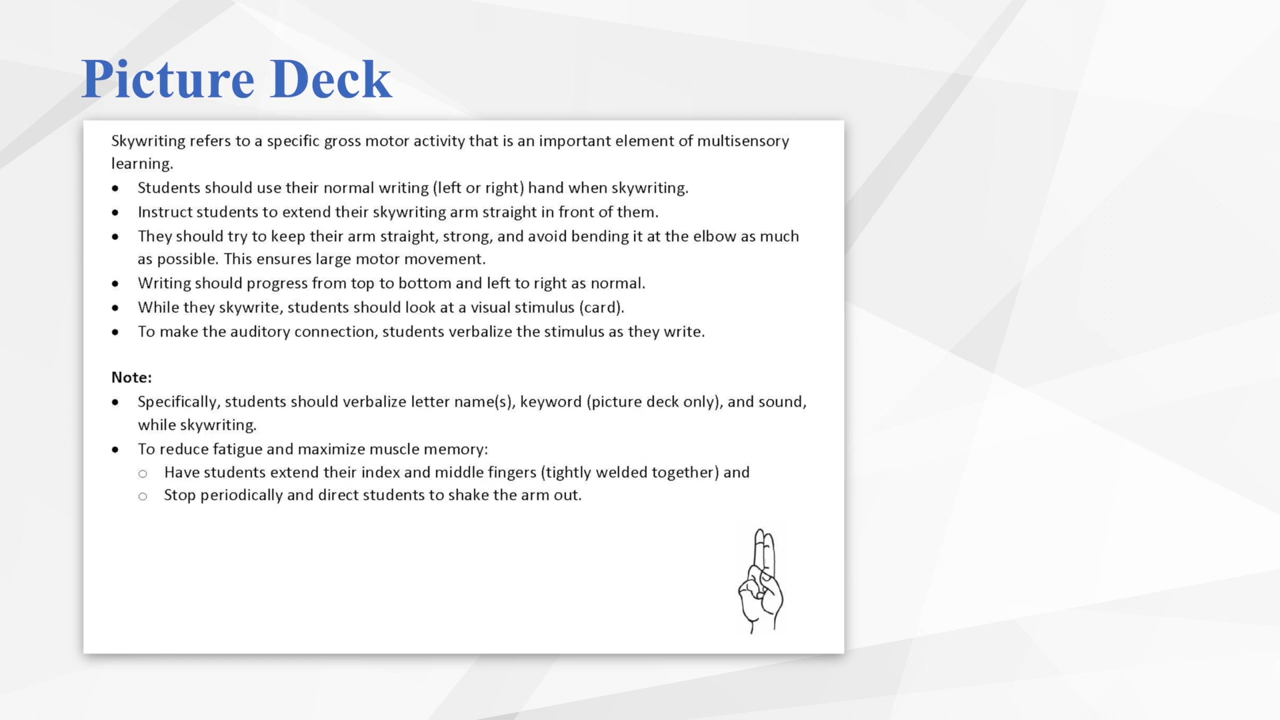 Picture Deck
Skywriting refers to a specific gross motor activity that is an important element of multisensory
learning.
• Students should use their normal writing (left or right) hand when skywriting.
• Instruct students to extend their skywriting arm straight in front of them.
• They should try to keep their arm straight, strong, and avoid bending it at the elbow as much
as possible. This ensures large motor movement.
• Writing should progress from top to bottom and left to right as normal.
• While they skywrite, students should look at a visual stimulus (card).
• To make the auditory connection, students verbalize the stimulus as they write.
Note:
• Specifically, students should verbalize letter name(s), keyword (picture deck only), and sound,
while skywriting.
• To reduce fatigue and maximize muscle memory:
○ Have students extend their index and middle fingers (tightly welded together) and
○ Stop periodically and direct students to shake the arm out.